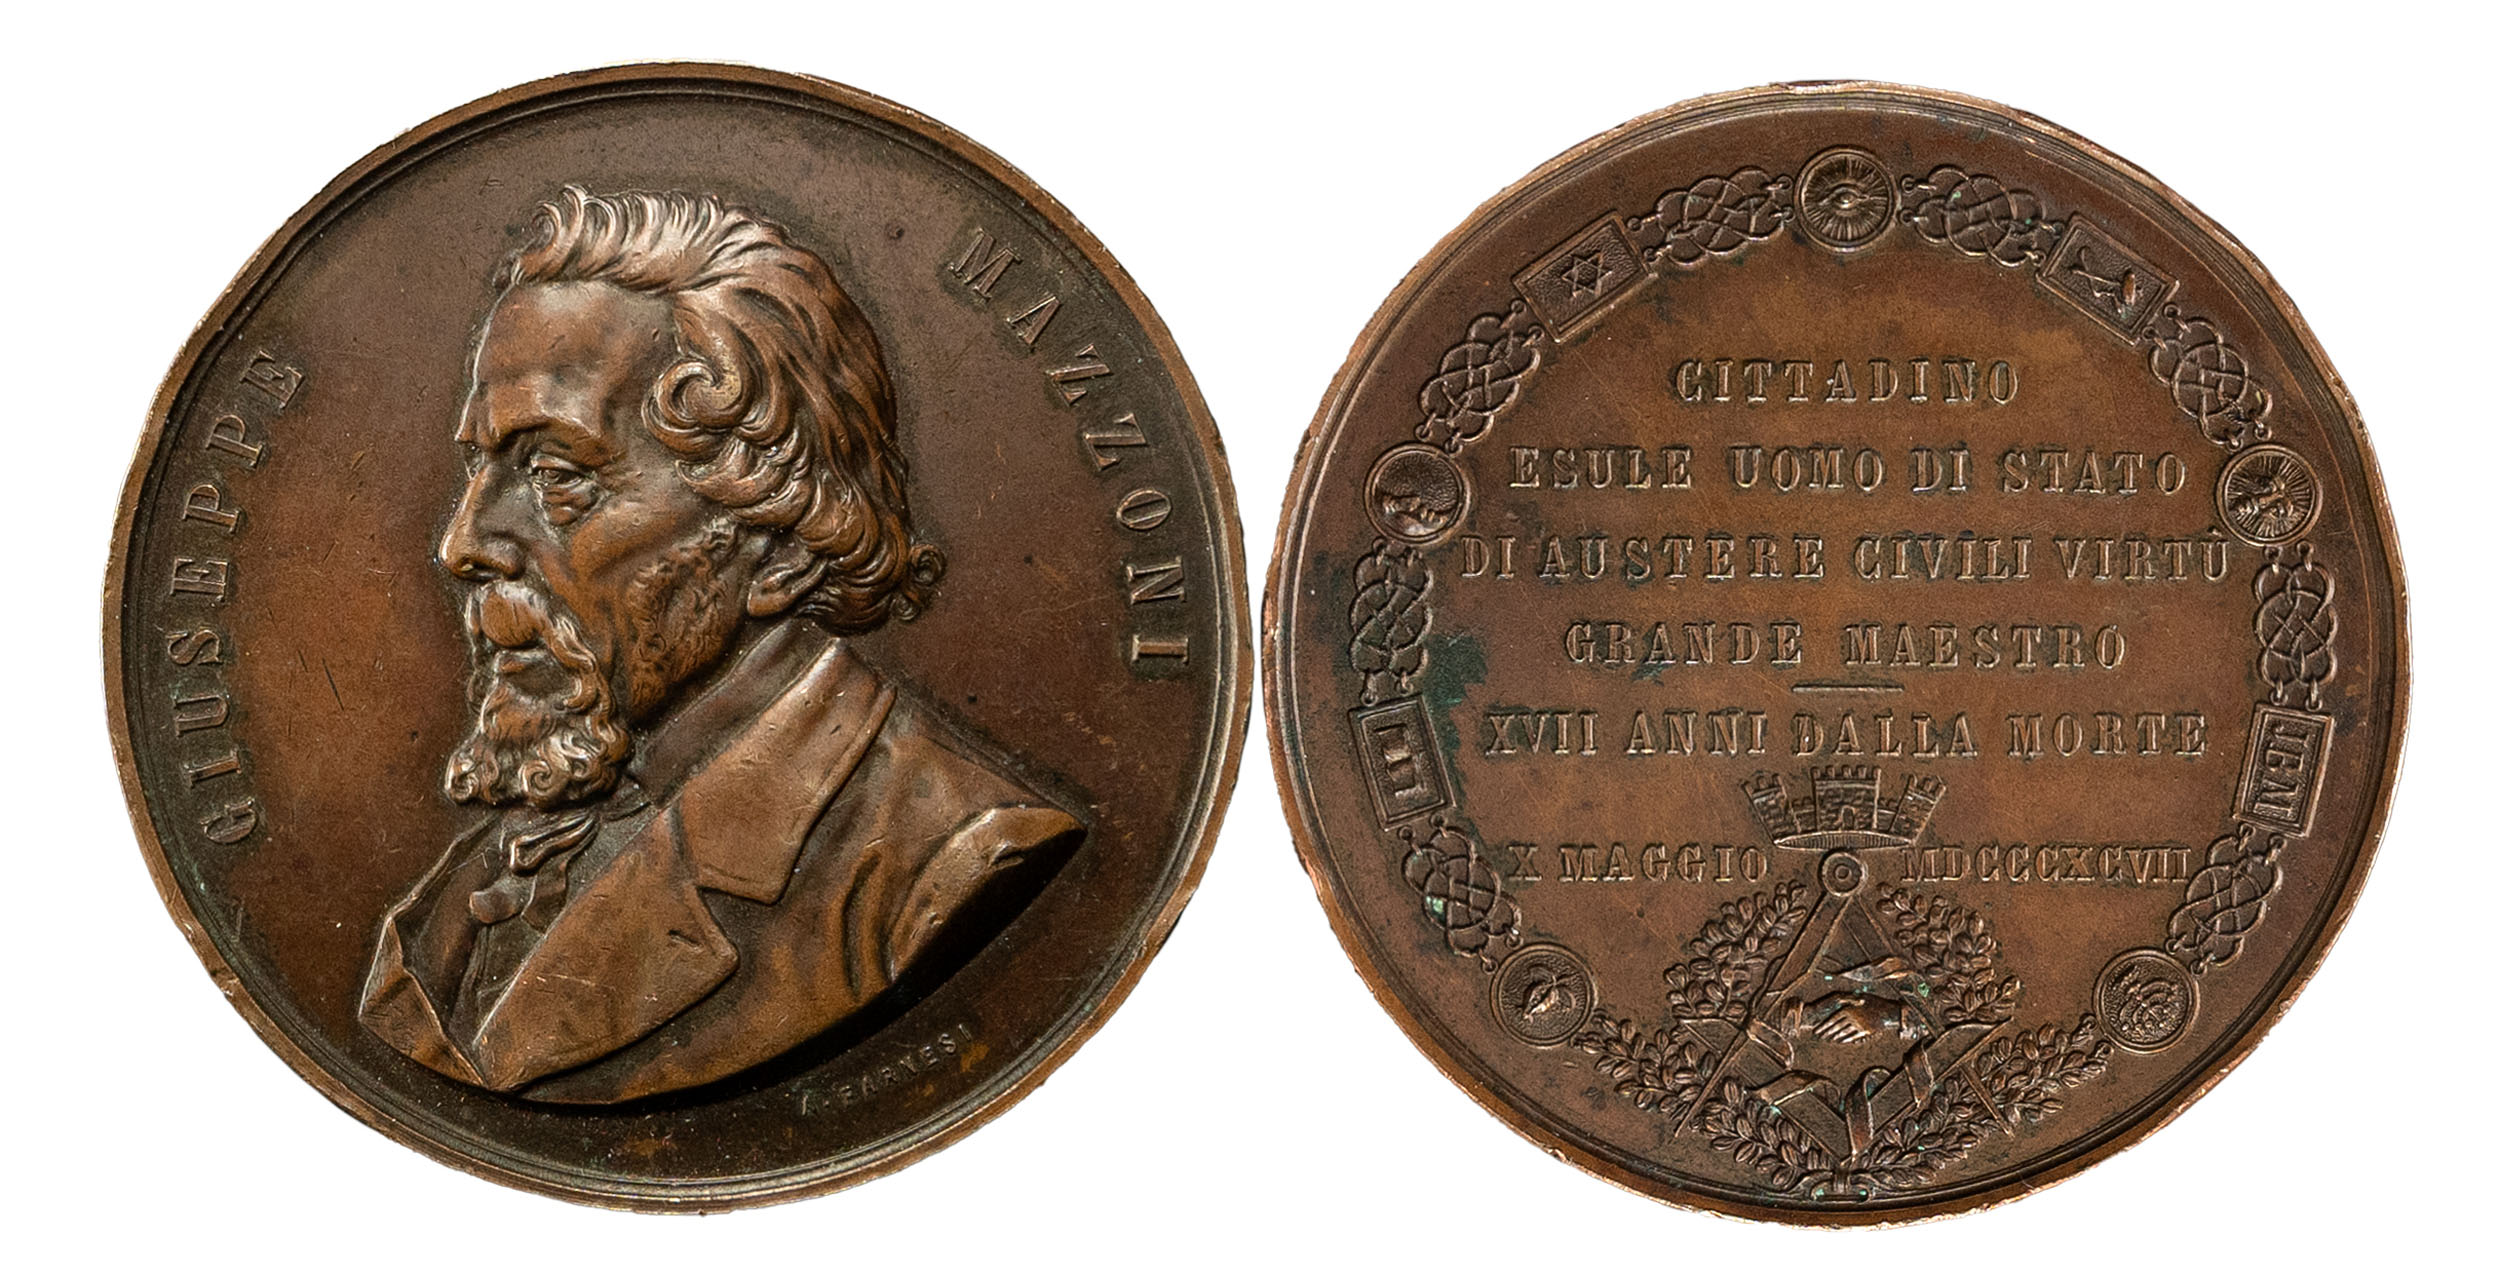 GIUSEPPE MAZZONI
A. FARNESI
CITTADINO
ESULE UOMO DI STATO
DI AUSTERE CIVILI VIRTÙ
GRANDE MAESTRO
XVII ANNI DALLA MORTE
X MAGGIO MDCCCXCVII